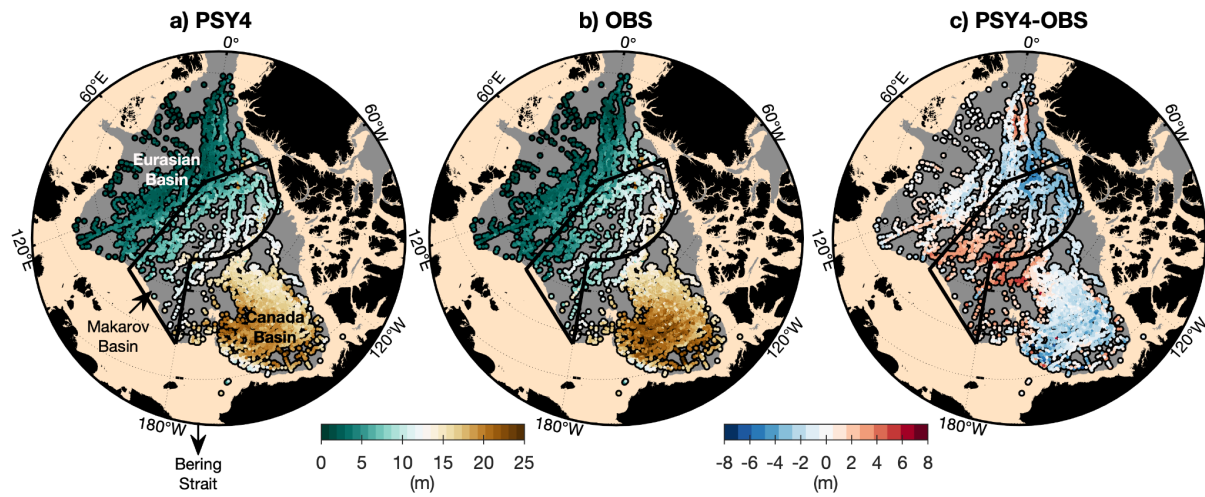 a) PSY4
b) OBS
c) PSY4-OBS
0°
60°E
60°W
120°E
120°W
180°W
Eurasian
Basin
Makarov
Basin
Canada
Basin
Bering
Strait
0°
60°E
60°W
120°E
120°W
180°W
0°
60°E
60°W
120°E
120°W
180°W
0 5 10 15 20 25
(m)
-8 -6 -4 -2 0 2 4 6 8
(m)